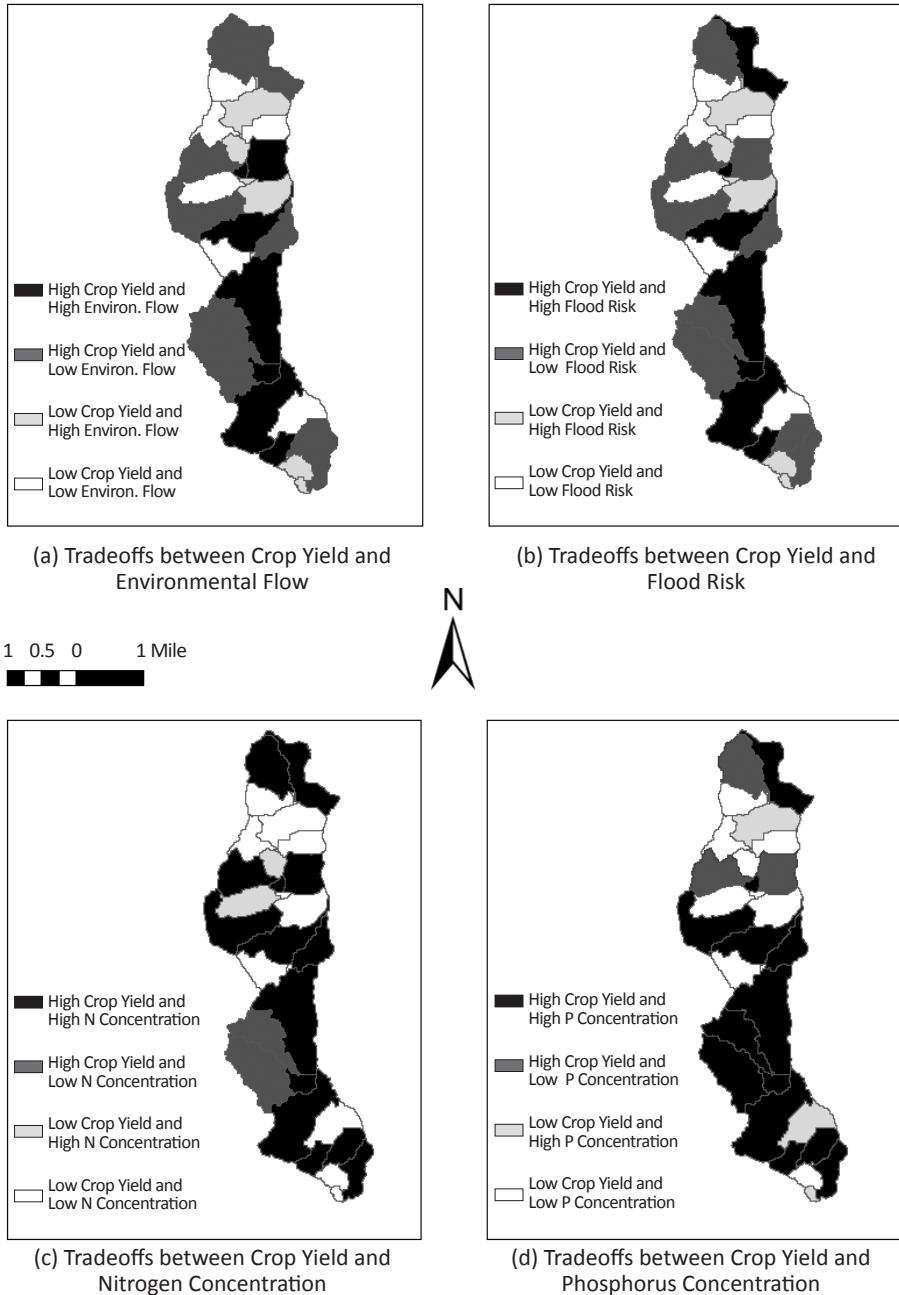 High Crop Yield and
High Environ. Flow
High Crop Yield and
Low Environ. Flow
Low Crop Yield and
High Environ. Flow
Low Crop Yield and
Low Environ. Flow
High Crop Yield and
High Flood Risk
High Crop Yield and
Low Flood Risk
Low Crop Yield and
High Flood Risk
Low Crop Yield and
Low Flood Risk
(a) Tradeoffs between Crop Yield and
Environmental Flow
(b) Tradeoffs between Crop Yield and
Flood Risk
N
1 0.5 0 1 Mile
High Crop Yield and
High N Concentration
High Crop Yield and
Low N Concentration
Low Crop Yield and
High N Concentration
Low Crop Yield and
Low N Concentration
High Crop Yield and
High P Concentration
High Crop Yield and
Low P Concentration
Low Crop Yield and
High P Concentration
Low Crop Yield and
Low P Concentration
(c) Tradeoffs between Crop Yield and
Nitrogen Concentration
(d) Tradeoffs between Crop Yield and
Phosphorus Concentration